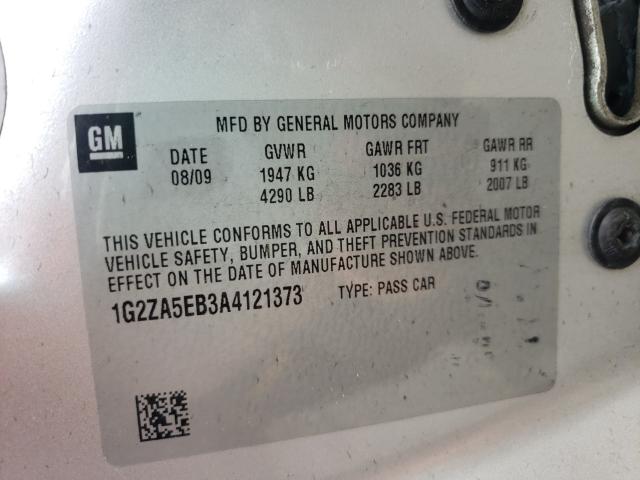 GM
MFD BY GENERAL MOTORS COMPANY
DATE GVWR GAWR FRT GAWR RR
08/09 1947 KG 1036 KG 911 KG
4290 LB 2283 LB 2007 LB
THIS VEHICLE CONFORMS TO ALL APPLICABLE U.S. FEDERAL MOTOR
VEHICLE SAFETY, BUMPER, AND THEFT PREVENTION STANDARDS IN
EFFECT ON THE DATE OF MANUFACTURE SHOWN ABOVE.
1G2ZA5EB3A4121373 TYPE: PASS CAR